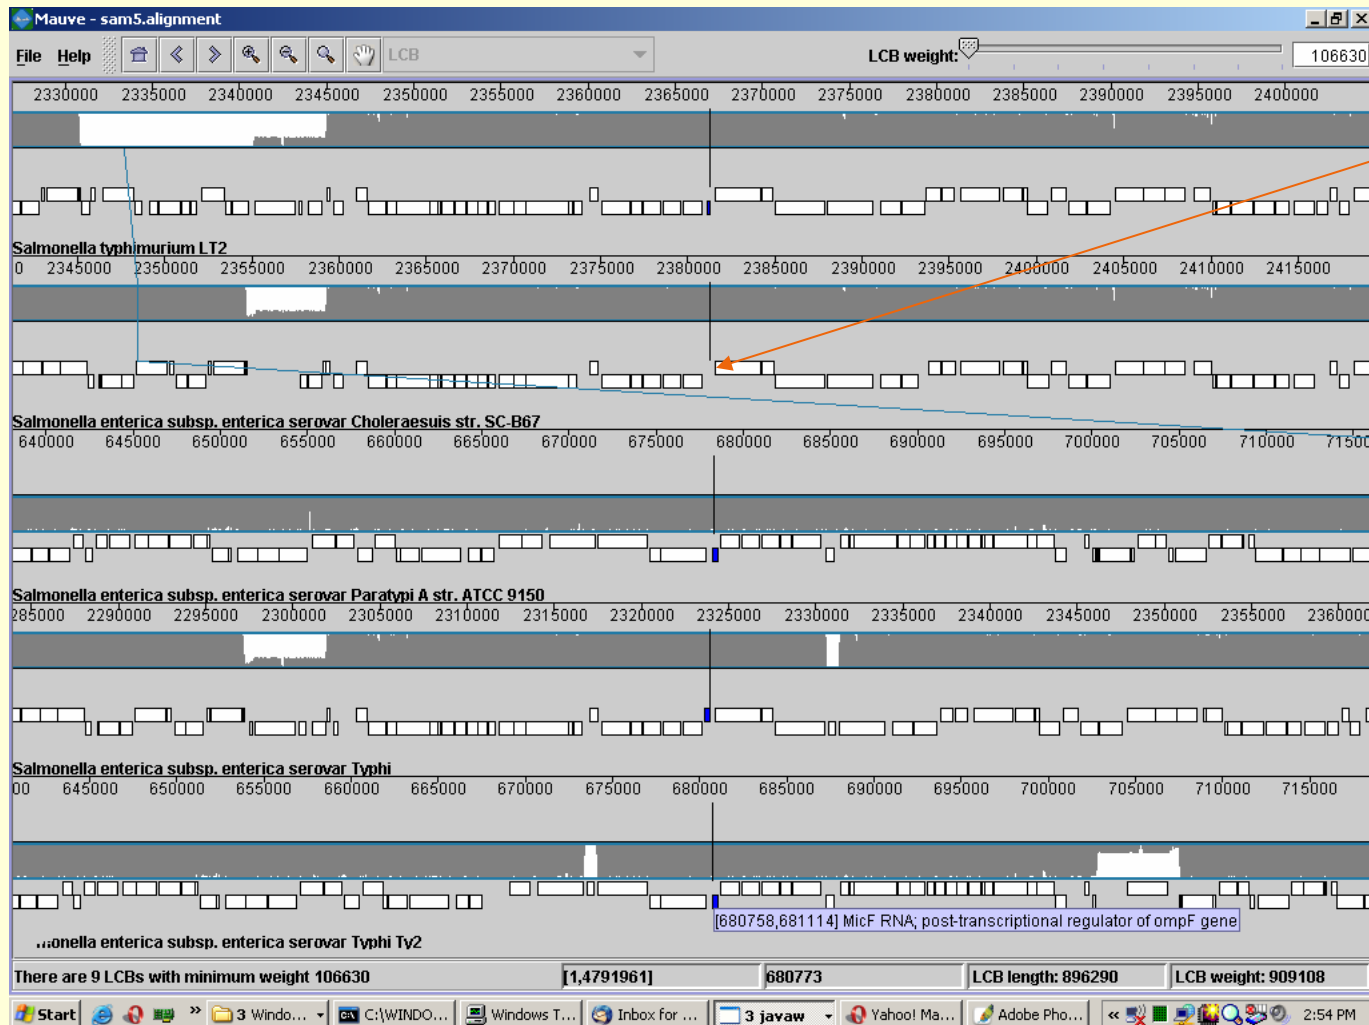 Mauve - sam5.alignment
File Help LCB LCB weight: 106630
2330000 2335000 2340000 2345000 2350000 2355000 2360000 2365000 2370000 2375000 2380000 2385000 2390000 2395000 2400000
Salmonella typhimurium LT2
0 2345000 2350000 2355000 2360000 2365000 2370000 2375000 2380000 2385000 2390000 2395000 2400000 2405000 2410000 2415000
Salmonella enterica subsp. enterica serovar Choleraesuis str. SC-B67
640000 645000 650000 655000 660000 665000 670000 675000 680000 685000 690000 695000 700000 705000 710000 71500
Salmonella enterica subsp. enterica serovar Paratypi A str. ATCC 9150
285000 2290000 2295000 2300000 2305000 2310000 2315000 2320000 2325000 2330000 2335000 2340000 2345000 2350000 2355000 236000
Salmonella enterica subsp. enterica serovar Typhi
00 645000 650000 655000 660000 665000 670000 675000 680000 685000 690000 695000 700000 705000 710000 715000
[680758,681114] MicF RNA; post-transcriptional regulator of ompF gene
onella enterica subsp. enterica serovar Typhi Ty2
There are 9 LCBs with minimum weight 106630 [1,4791961] 680773 LCB length: 896290 LCB weight: 909108
Start » 3 Windo... C:\WINDO... Windows T... Inbox for ... 3 javaw Yahoo! Ma... Adobe Pho... « 2:54 PM